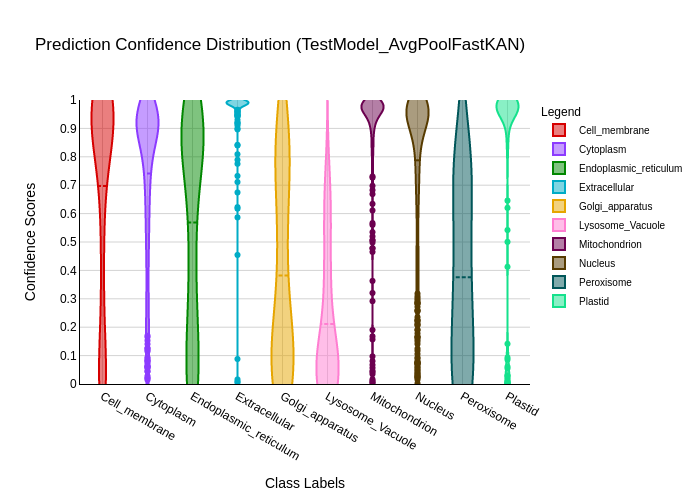 Prediction Confidence Distribution (TestModel_AvgPoolFastKAN)
Confidence Scores
1
0.9
0.8
0.7
0.6
0.5
0.4
0.3
0.2
0.1
0
Cell_membrane
Cytoplasm
Endoplasmic_reticulum
Extracellular
Golgi_apparatus
Lysosome_Vacuole
Mitochondrion
Nucleus
Peroxisome
Plastid
Class Labels
Legend
Cell_membrane
Cytoplasm
Endoplasmic_reticulum
Extracellular
Golgi_apparatus
Lysosome_Vacuole
Mitochondrion
Nucleus
Peroxisome
Plastid